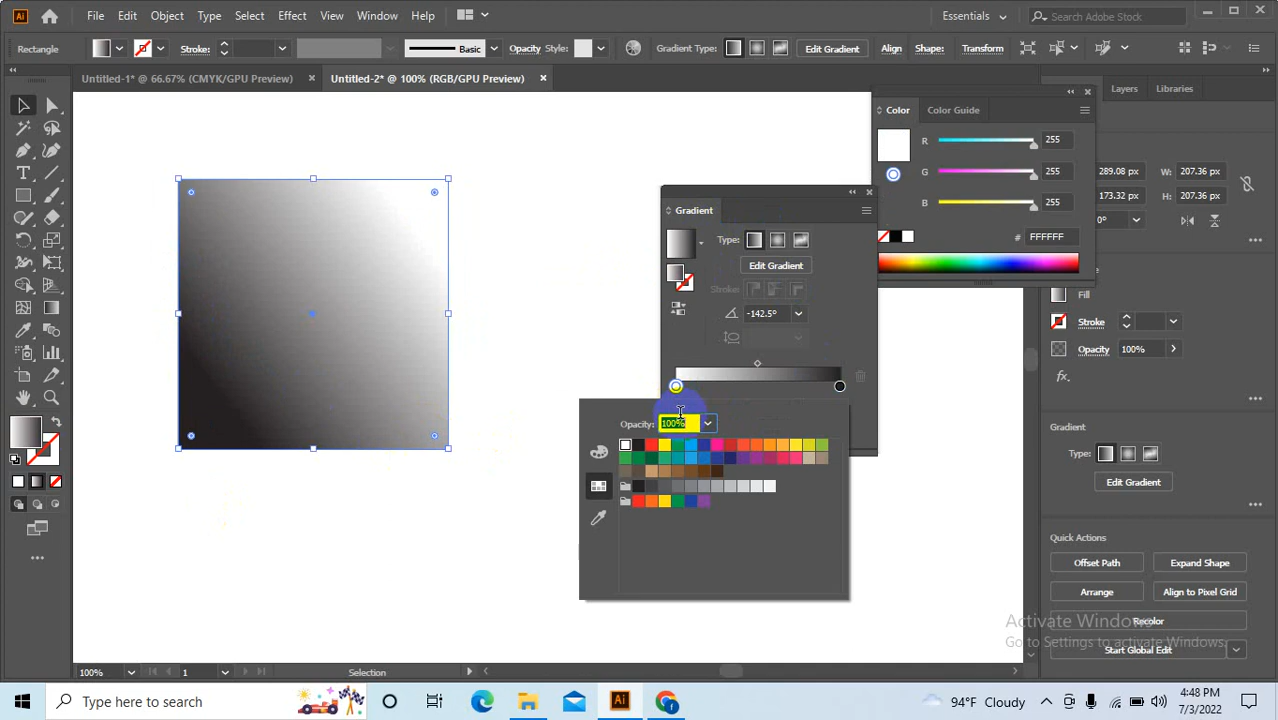 Ai File Edit Object Type Select Effect View Window Help Essentials Search Adobe Stock
Rectangle Stroke: Basic Opacity Style: Gradient Type: Edit Gradient Align Shape: Transform
Untitled-1* @ 66.67% (CMYK/GPU Preview) Untitled-2* @ 100% (RGB/GPU Preview)
Layers Libraries
Color Color Guide
R 255
G 255
B 255
# FFFFFF
289.08 px W: 207.36 px
173.32 px H: 207.36 px
0°
Gradient
Type:
Edit Gradient
Stroke:
-142.5°
Opacity: 100%
Fill
Stroke
Opacity 100%
fx.
Gradient
Type:
Edit Gradient
Quick Actions
Offset Path Expand Shape
Arrange Align to Pixel Grid
Recolor
Start Global Edit
Activate Windows
Go to Settings to activate Windows.
100% 1 Selection
Type here to search Ai 94°F Cloudy 4:48 PM
7/3/2022